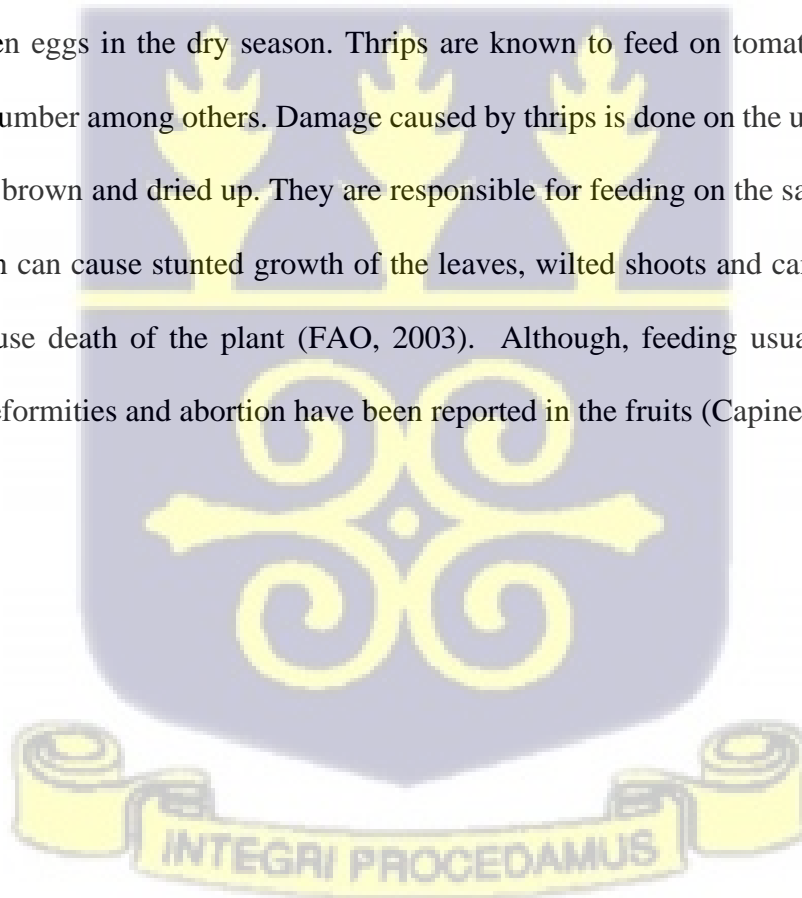 en eggs in the dry season. Thrips are known to feed on tomat
umber among others. Damage caused by thrips is done on the u
brown and dried up. They are responsible for feeding on the sa
n can cause stunted growth of the leaves, wilted shoots and ca
use death of the plant (FAO, 2003). Although, feeding usua
eformities and abortion have been reported in the fruits (Capine
INTEGRI PROCEDAMUS